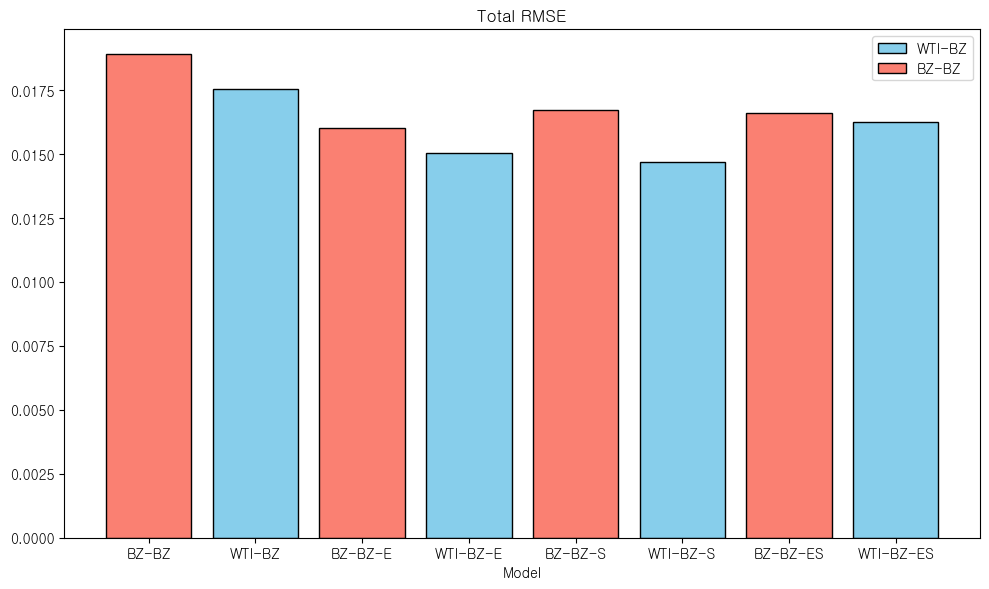 Total RMSE
WTI-BZ
BZ-BZ
0.0175
0.0150
0.0125
0.0100
0.0075
0.0050
0.0025
0.0000
BZ-BZ WTI-BZ BZ-BZ-E WTI-BZ-E BZ-BZ-S WTI-BZ-S BZ-BZ-ES WTI-BZ-ES
Model